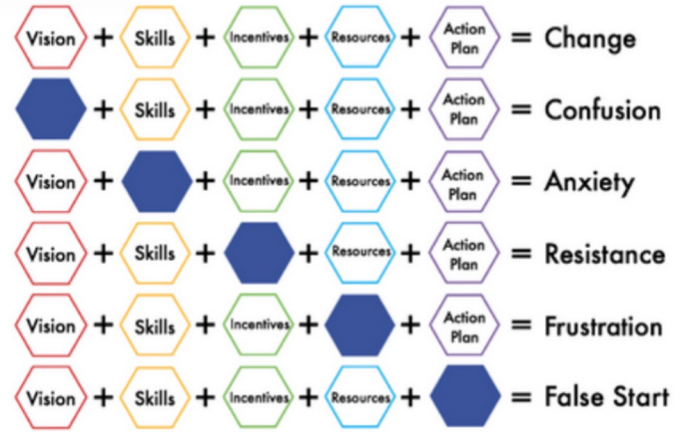 Vision + Skills + Incentives + Resources + Action Plan = Change
+ Skills + Incentives + Resources + Action Plan = Confusion
Vision + + Incentives + Resources + Action Plan = Anxiety
Vision + Skills + + Resources + Action Plan = Resistance
Vision + Skills + Incentives + + Action Plan = Frustration
Vision + Skills + Incentives + Resources + = False Start